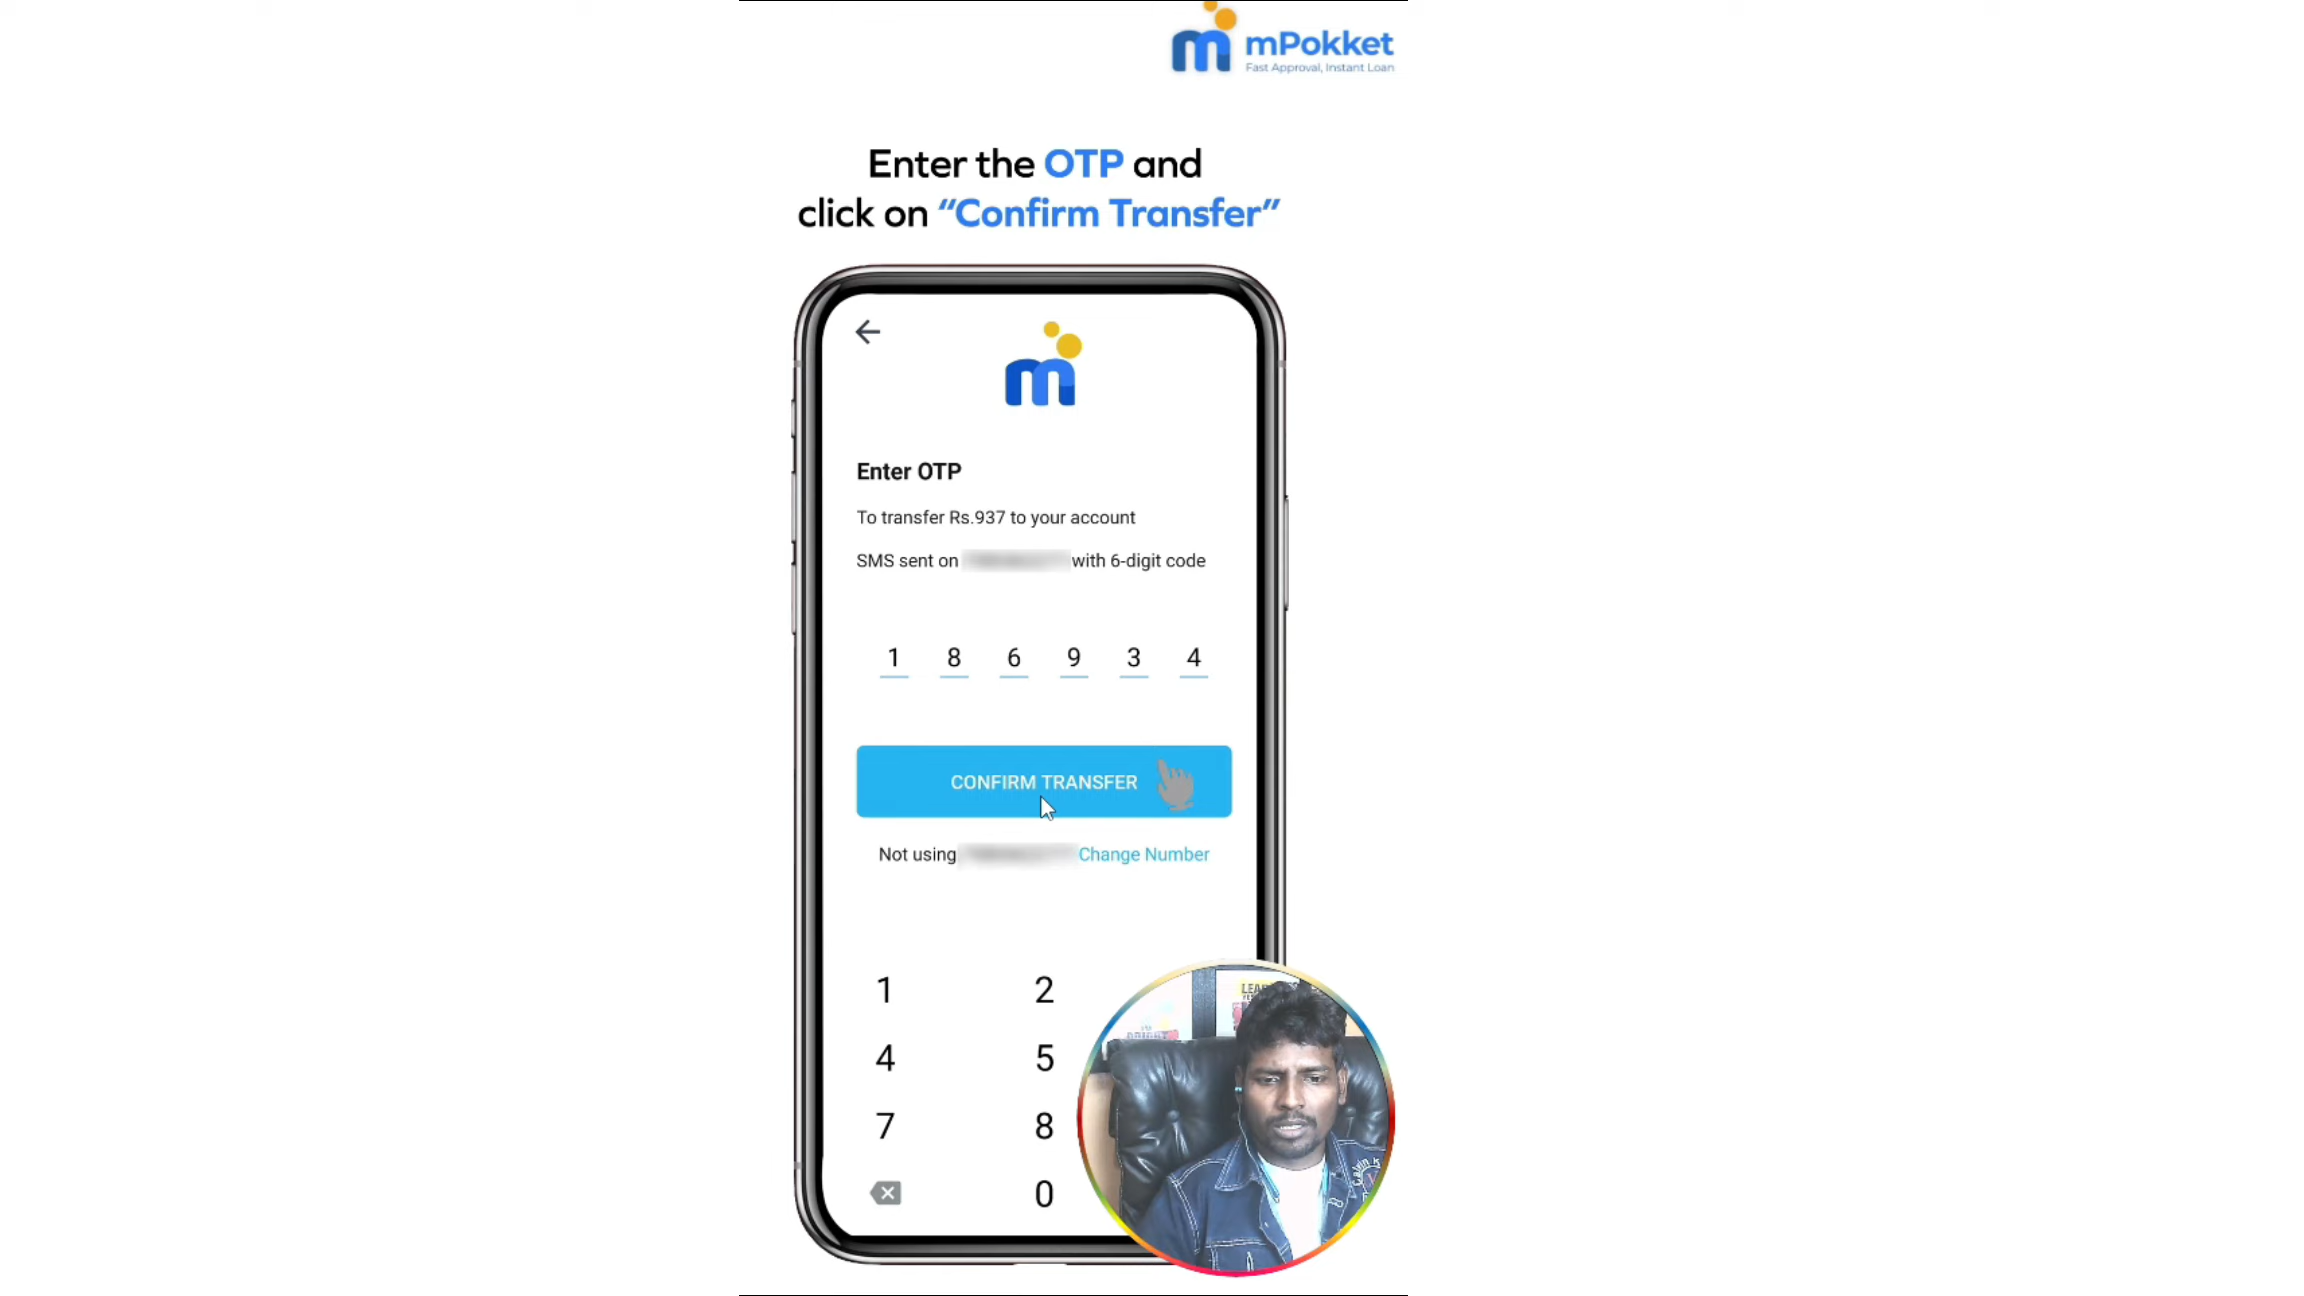 mPokket
Fast Approval, Instant Loan
Enter the OTP and
click on “Confirm Transfer”
m
Enter OTP
To transfer Rs.937 to your account
SMS sent on with 6-digit code
1 8 6 9 3 4
CONFIRM TRANSFER
Not using Change Number
1 2
4 5
7 8
0